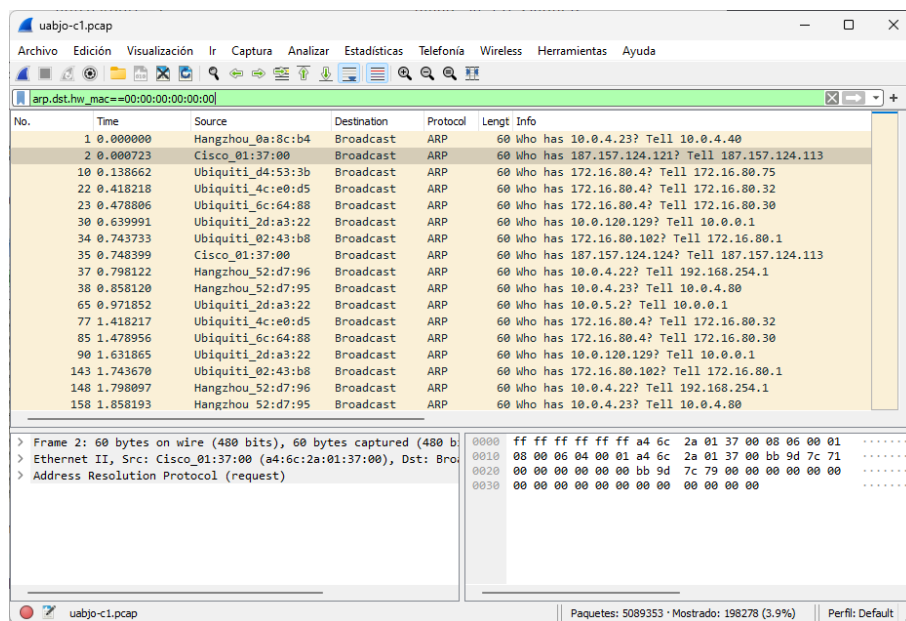 uabjo-c1.pcap
Archivo Edición Visualización Ir Captura Analizar Estadísticas Telefonía Wireless Herramientas Ayuda
arp.dst.hw_mac==00:00:00:00:00:00
No. Time Source Destination Protocol Lengt Info
1 0.000000 Hangzhou_0a:8c:b4 Broadcast ARP 60 Who has 10.0.4.23? Tell 10.0.4.40
2 0.000723 Cisco_01:37:00 Broadcast ARP 60 Who has 187.157.124.121? Tell 187.157.124.113
10 0.138662 Ubiquiti_d4:53:3b Broadcast ARP 60 Who has 172.16.80.4? Tell 172.16.80.75
22 0.418218 Ubiquiti_4c:e0:d5 Broadcast ARP 60 Who has 172.16.80.4? Tell 172.16.80.32
23 0.478806 Ubiquiti_6c:64:88 Broadcast ARP 60 Who has 172.16.80.4? Tell 172.16.80.30
30 0.639991 Ubiquiti_2d:a3:22 Broadcast ARP 60 Who has 10.0.120.129? Tell 10.0.0.1
34 0.743733 Ubiquiti_02:43:b8 Broadcast ARP 60 Who has 172.16.80.102? Tell 172.16.80.1
35 0.748399 Cisco_01:37:00 Broadcast ARP 60 Who has 187.157.124.124? Tell 187.157.124.113
37 0.798122 Hangzhou_52:d7:96 Broadcast ARP 60 Who has 10.0.4.22? Tell 192.168.254.1
38 0.858120 Hangzhou_52:d7:95 Broadcast ARP 60 Who has 10.0.4.23? Tell 10.0.4.80
65 0.971852 Ubiquiti_2d:a3:22 Broadcast ARP 60 Who has 10.0.5.2? Tell 10.0.0.1
77 1.418217 Ubiquiti_4c:e0:d5 Broadcast ARP 60 Who has 172.16.80.4? Tell 172.16.80.32
85 1.478956 Ubiquiti_6c:64:88 Broadcast ARP 60 Who has 172.16.80.4? Tell 172.16.80.30
90 1.631865 Ubiquiti_2d:a3:22 Broadcast ARP 60 Who has 10.0.120.129? Tell 10.0.0.1
143 1.743670 Ubiquiti_02:43:b8 Broadcast ARP 60 Who has 172.16.80.102? Tell 172.16.80.1
148 1.798097 Hangzhou_52:d7:96 Broadcast ARP 60 Who has 10.0.4.22? Tell 192.168.254.1
158 1.858193 Hangzhou_52:d7:95 Broadcast ARP 60 Who has 10.0.4.23? Tell 10.0.4.80
Frame 2: 60 bytes on wire (480 bits), 60 bytes captured (480 b
Ethernet II, Src: Cisco_01:37:00 (a4:6c:2a:01:37:00), Dst: Bro
Address Resolution Protocol (request)
0000 ff ff ff ff ff ff a4 6c 2a 01 37 00 08 06 00 01
0010 08 00 06 04 00 01 a4 6c 2a 01 37 00 bb 9d 7c 71
0020 00 00 00 00 00 00 bb 9d 7c 79 00 00 00 00 00 00
0030 00 00 00 00 00 00 00 00 00 00 00 00
uabjo-c1.pcap Paquetes: 5089353 · Mostrado: 198278 (3.9%) Perfil: Default